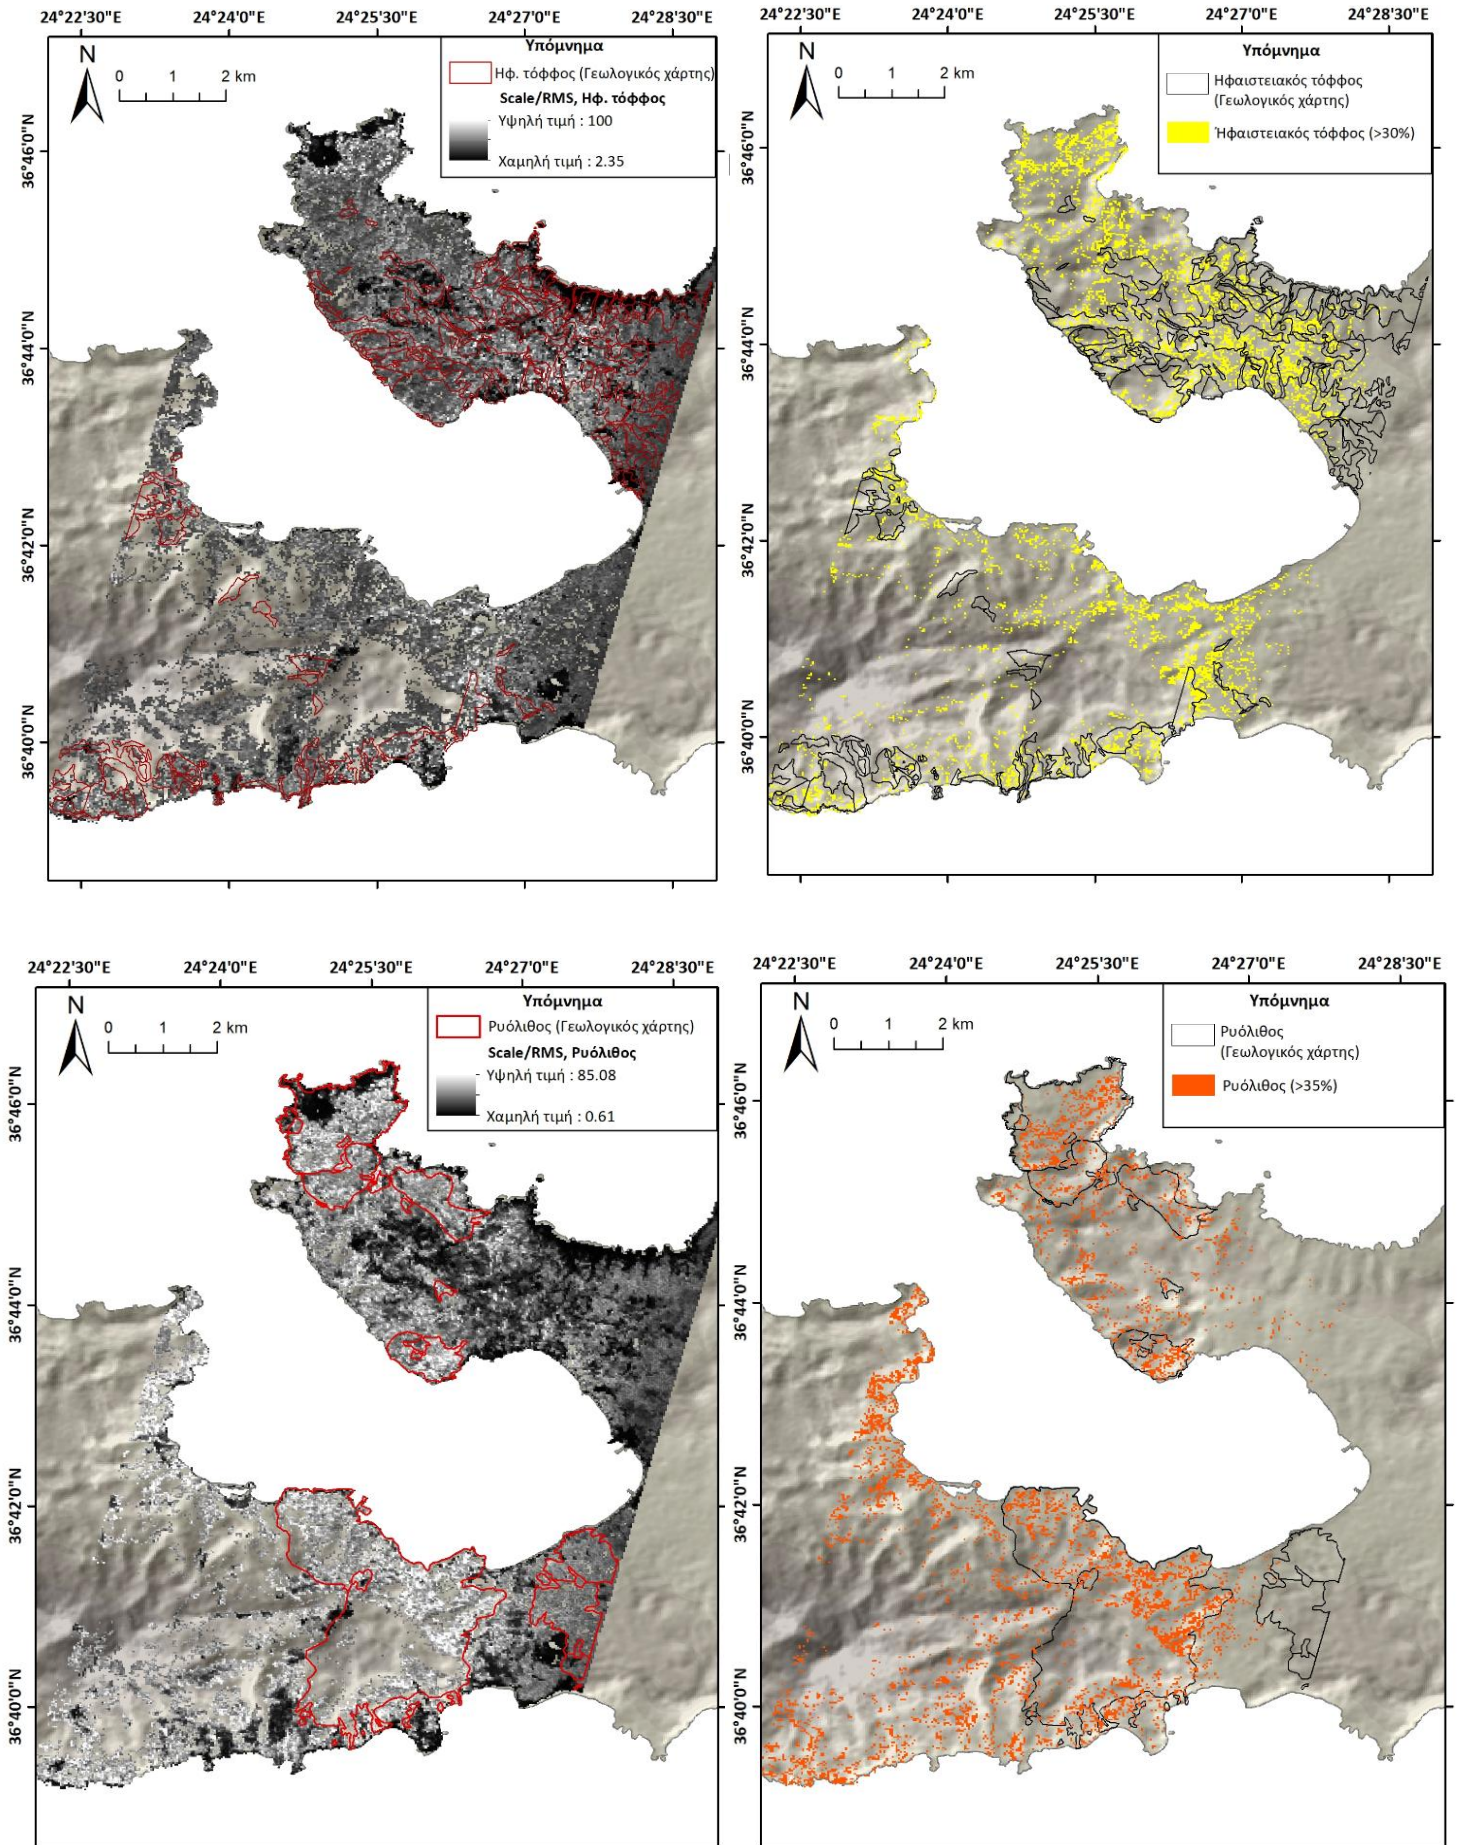 24°22'30"E 24°24'0"E 24°25'30"E 24°27'0"E 24°28'30"E
N
0 1 2 km
Υπόμνημα
Ηφ. τόφφος (Γεωλογικός χάρτης)
Scale/RMS, Ηφ. τόφφος
Υψηλή τιμή : 100
Χαμηλή τιμή : 2.35
36°46'0"N
36°44'0"N
36°42'0"N
36°40'0"N
24°22'30"E 24°24'0"E 24°25'30"E 24°27'0"E 24°28'30"E
N
0 1 2 km
Υπόμνημα
Ηφαιστειακός τόφφος
(Γεωλογικός χάρτης)
Ήφαιστειακός τόφφος (>30%)
36°46'0"N
36°44'0"N
36°42'0"N
36°40'0"N
24°22'30"E 24°24'0"E 24°25'30"E 24°27'0"E 24°28'30"E
N
0 1 2 km
Υπόμνημα
Ρυόλιθος (Γεωλογικός χάρτης)
Scale/RMS, Ρυόλιθος
Υψηλή τιμή : 85.08
Χαμηλή τιμή : 0.61
36°46'0"N
36°44'0"N
36°42'0"N
36°40'0"N
24°22'30"E 24°24'0"E 24°25'30"E 24°27'0"E 24°28'30"E
N
0 1 2 km
Υπόμνημα
Ρυόλιθος
(Γεωλογικός χάρτης)
Ρυόλιθος (>35%)
36°46'0"N
36°44'0"N
36°42'0"N
36°40'0"N